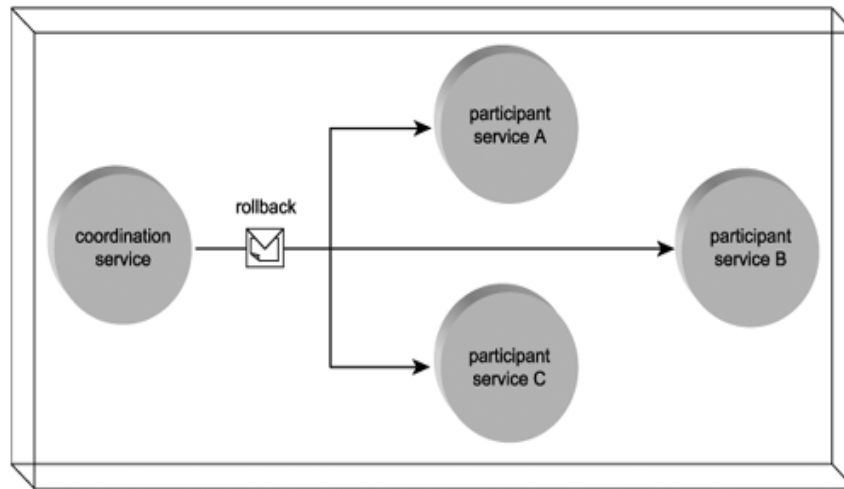 participant
service A
rollback
coordination
service
participant
service B
participant
service C